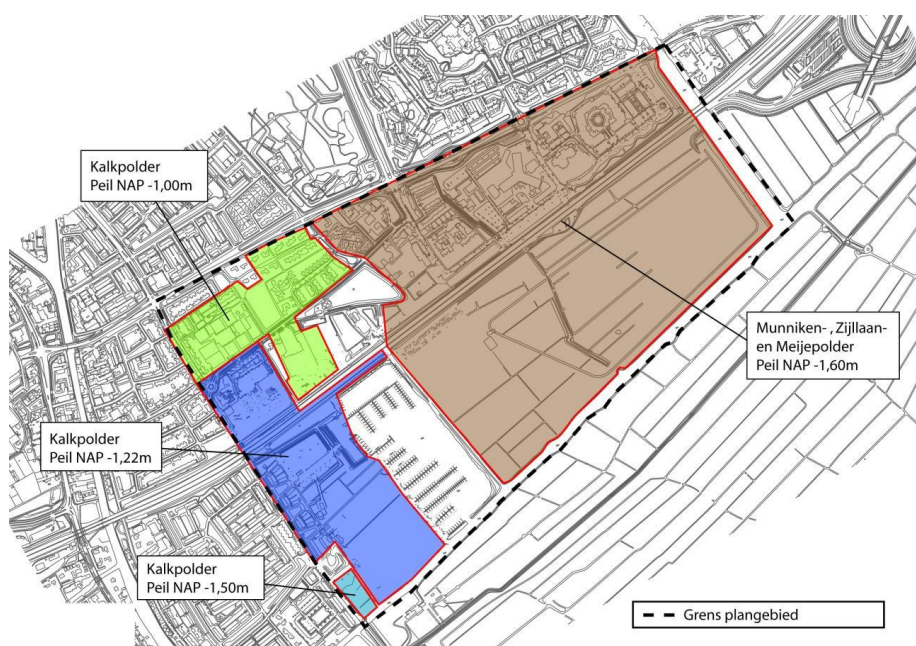 Kalkpolder
Peil NAP -1,00m
Munniken- , Zijllaan-
en Meijepolder
Peil NAP -1,60m
Kalkpolder
Peil NAP -1,22m
Kalkpolder
Peil NAP -1,50m
Grens plangebied